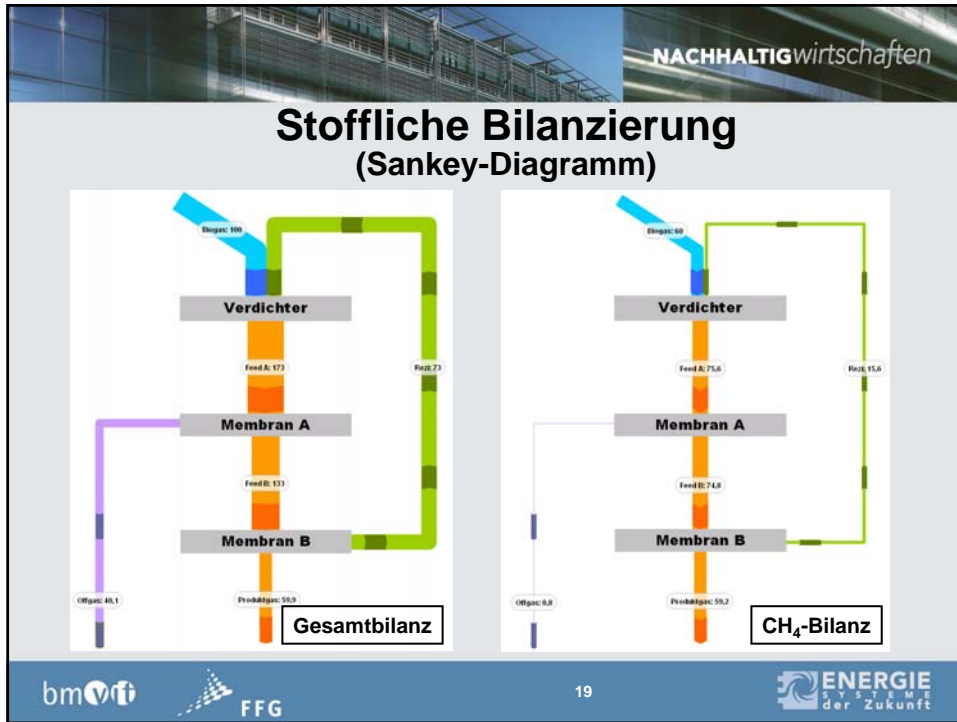 NACHHALTIGwirtschaften
Stoffliche Bilanzierung
(Sankey-Diagramm)
Biogas: 100
Verdichter
Feed A: 173
Rezi: 73
Membran A
Feed B: 133
Membran B
Offgas: 40,1
Produktgas: 59,9
Gesamtbilanz
Biogas: 60
Verdichter
Feed A: 75,6
Rezi: 15,6
Membran A
Feed B: 74,8
Membran B
Offgas: 0,8
Produktgas: 59,2
CH₄-Bilanz
bmvit
FFG
19
ENERGIE
SYSTEME
der Zukunft